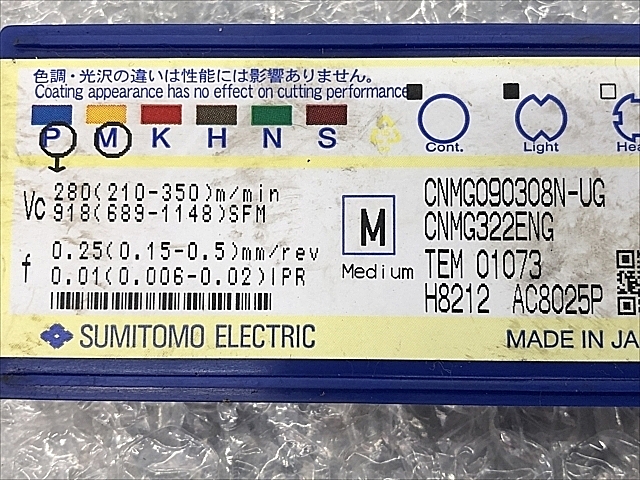 色調・光沢の違いは性能には影響ありません。
Coating appearance has no effect on cutting performance
P M K H N S
Cont. Light
Vc 280(210-350)m/min
918(689-1148)SFM
f 0.25(0.15-0.5)mm/rev
0.01(0.006-0.02)IPR
M
Medium
CNMG090308N-UG
CNMG322ENG
TEM 01073
H8212 AC8025P
SUMITOMO ELECTRIC
MADE IN JA